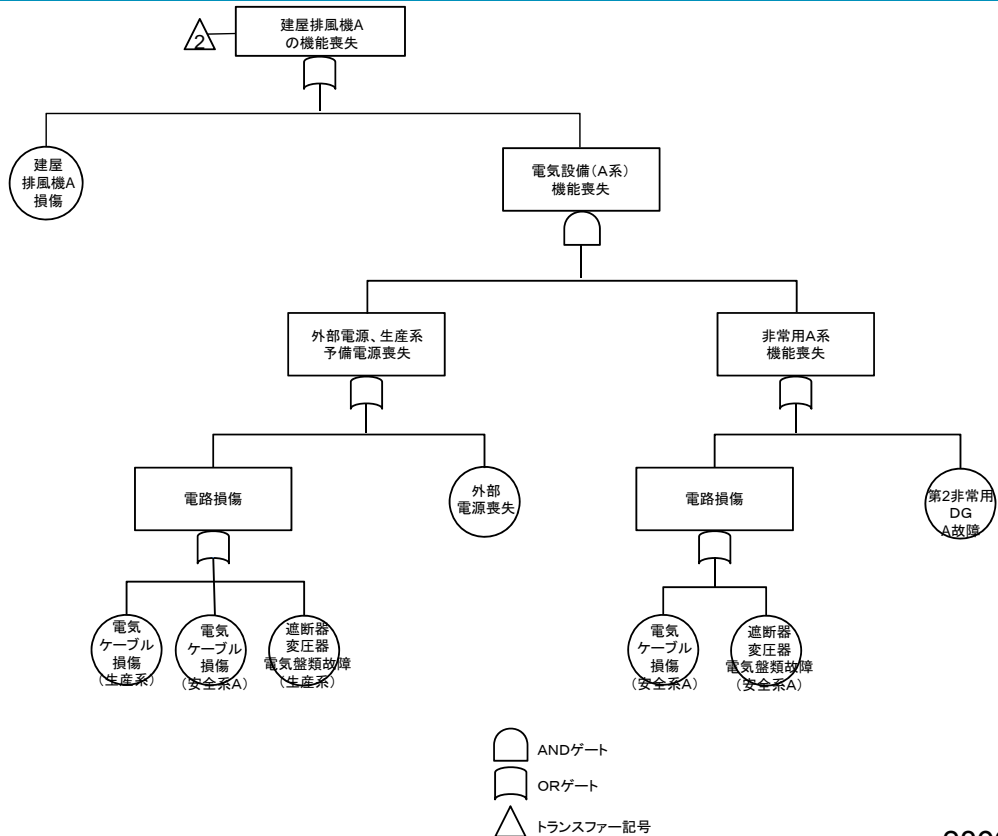 2
建屋排風機A
の機能喪失
建屋
排風機A
損傷
電気設備(A系)
機能喪失
外部電源、生産系
予備電源喪失
非常用A系
機能喪失
電路損傷
外部
電源喪失
電路損傷
第2非常用
DG
A故障
電気
ケーブル
損傷
(生産系)
電気
ケーブル
損傷
(安全系A)
遮断器
変圧器
電気盤類故障
(生産系)
電気
ケーブル
損傷
(安全系A)
遮断器
変圧器
電気盤類故障
(安全系A)
ANDゲート
ORゲート
トランスファー記号